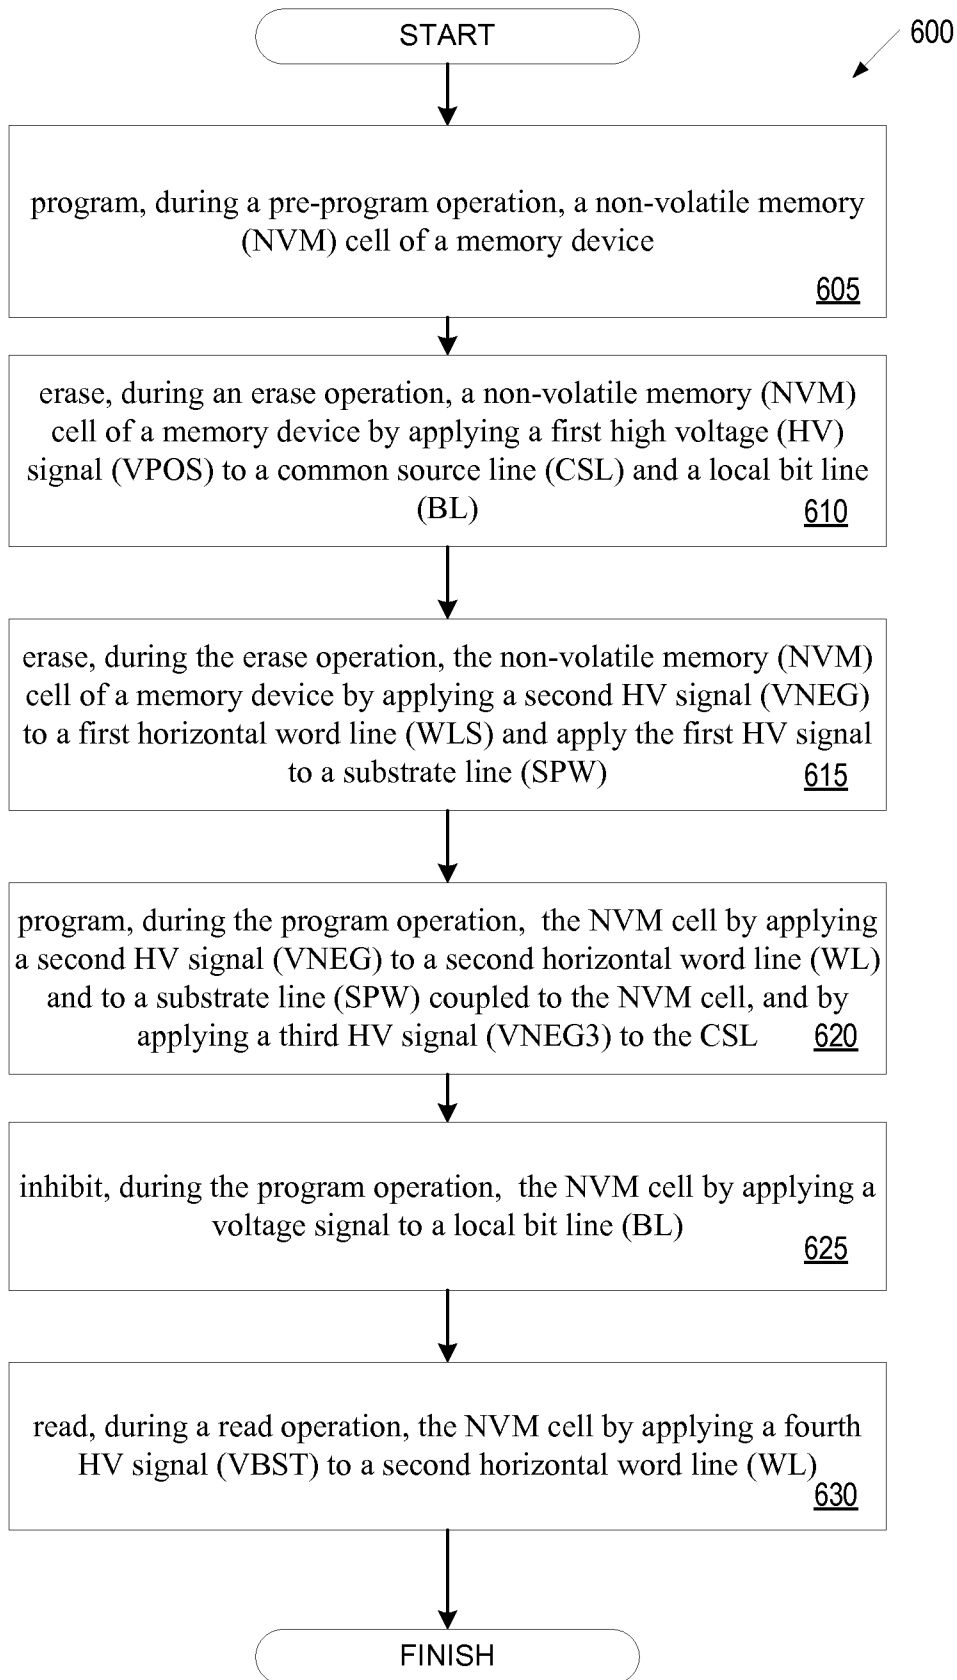 START
600
program, during a pre-program operation, a non-volatile memory
(NVM) cell of a memory device
605
erase, during an erase operation, a non-volatile memory (NVM)
cell of a memory device by applying a first high voltage (HV)
signal (VPOS) to a common source line (CSL) and a local bit line
(BL)
610
erase, during the erase operation, the non-volatile memory (NVM)
cell of a memory device by applying a second HV signal (VNEG)
to a first horizontal word line (WLS) and apply the first HV signal
to a substrate line (SPW)
615
program, during the program operation, the NVM cell by applying
a second HV signal (VNEG) to a second horizontal word line (WL)
and to a substrate line (SPW) coupled to the NVM cell, and by
applying a third HV signal (VNEG3) to the CSL
620
inhibit, during the program operation, the NVM cell by applying a
voltage signal to a local bit line (BL)
625
read, during a read operation, the NVM cell by applying a fourth
HV signal (VBST) to a second horizontal word line (WL)
630
FINISH